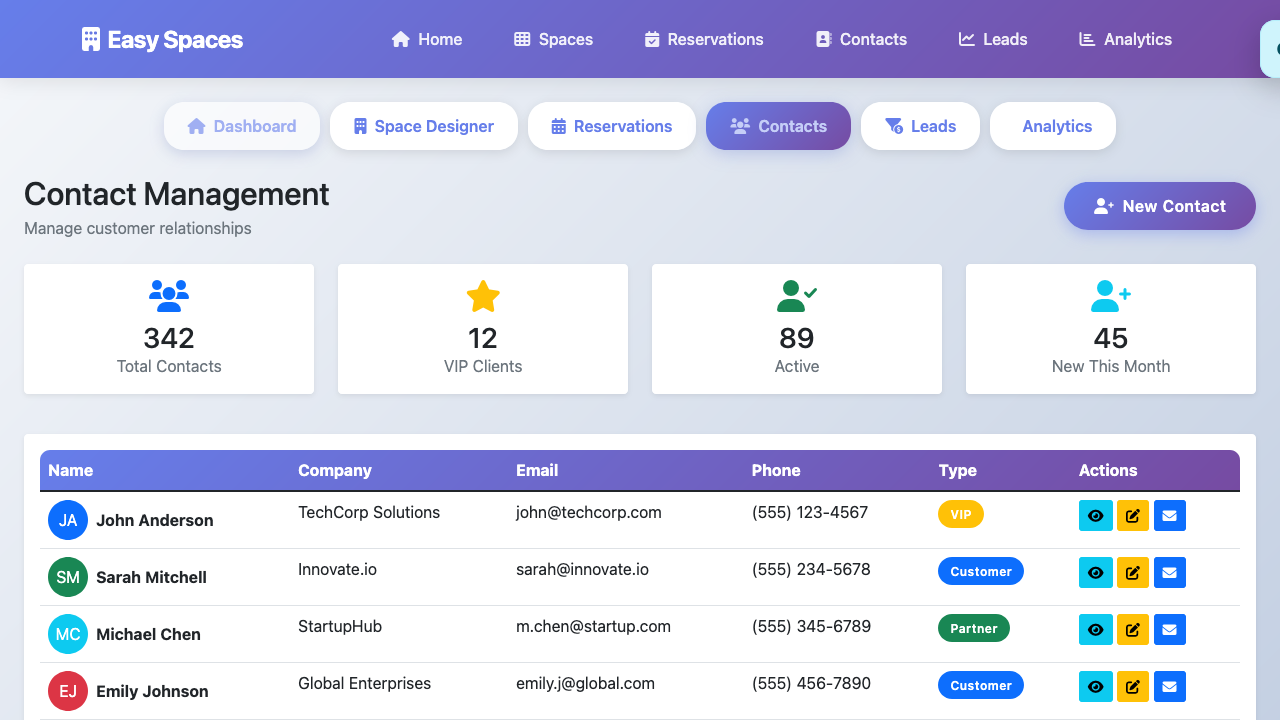 Easy Spaces
Home
Spaces
Reservations
Contacts
Leads
Analytics
Dashboard
Space Designer
Reservations
Contacts
Leads
Analytics
Contact Management
Manage customer relationships
New Contact
342
Total Contacts
12
VIP Clients
89
Active
45
New This Month
Name Company Email Phone Type Actions
JA John Anderson TechCorp Solutions john@techcorp.com (555) 123-4567 VIP
SM Sarah Mitchell Innovate.io sarah@innovate.io (555) 234-5678 Customer
MC Michael Chen StartupHub m.chen@startup.com (555) 345-6789 Partner
EJ Emily Johnson Global Enterprises emily.j@global.com (555) 456-7890 Customer